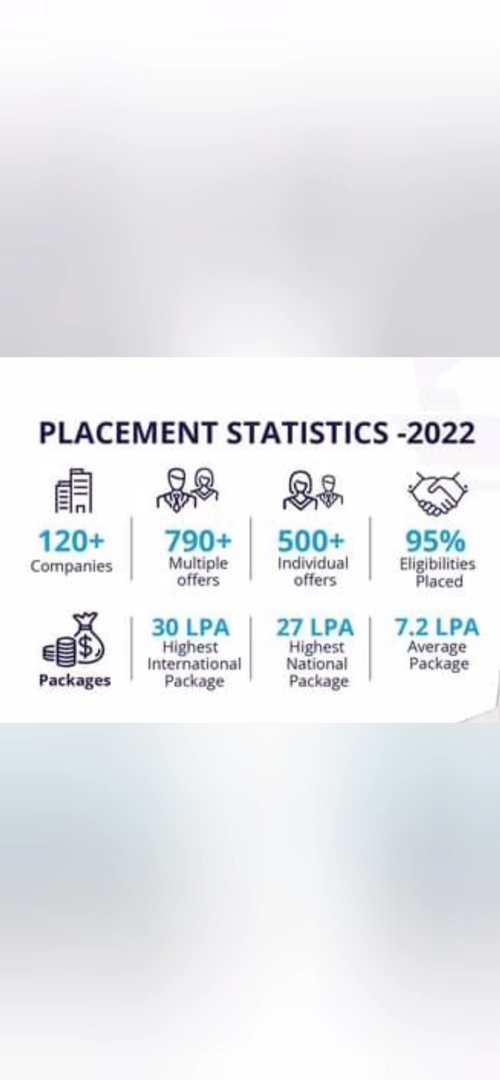 PLACEMENT STATISTICS -2022
120+
Companies
790+
Multiple
offers
500+
Individual
offers
95%
Eligibilities
Placed
Packages
30 LPA
Highest
International
Package
27 LPA
Highest
National
Package
7.2 LPA
Average
Package